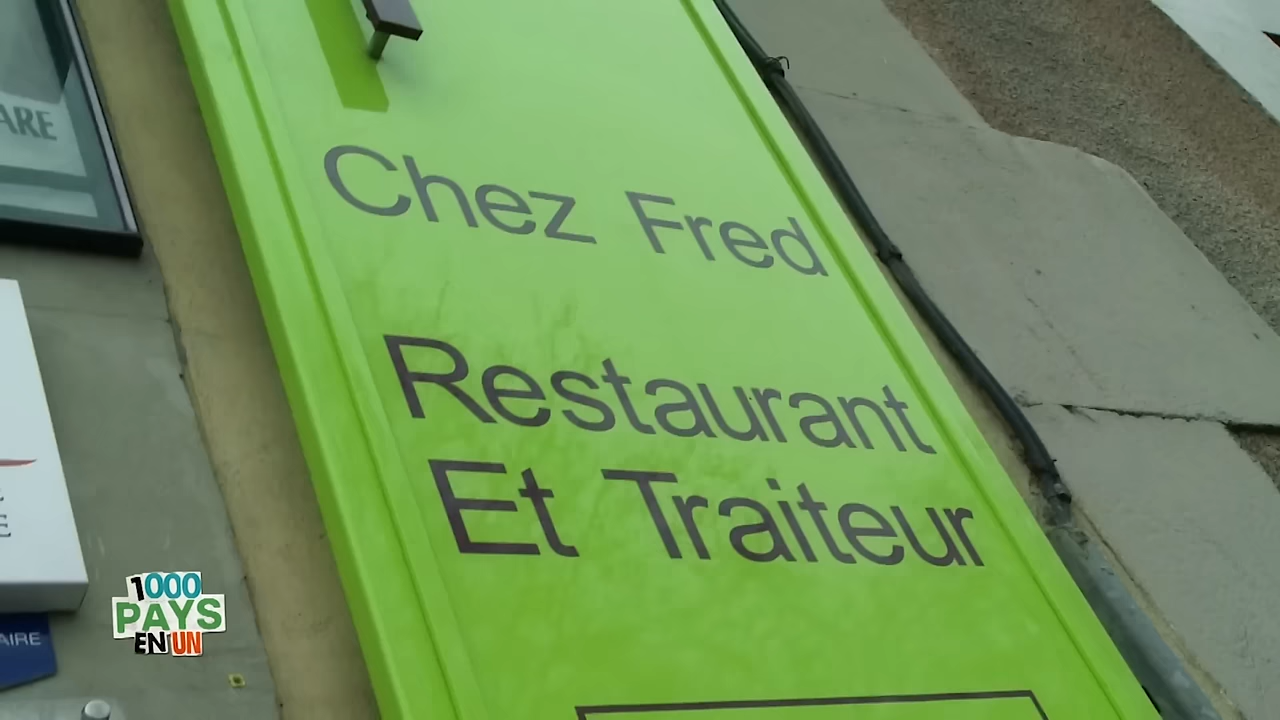 ARE
Chez Fred
Restaurant
Et Traiteur
E
AIRE
1000
PAYS
EN UN